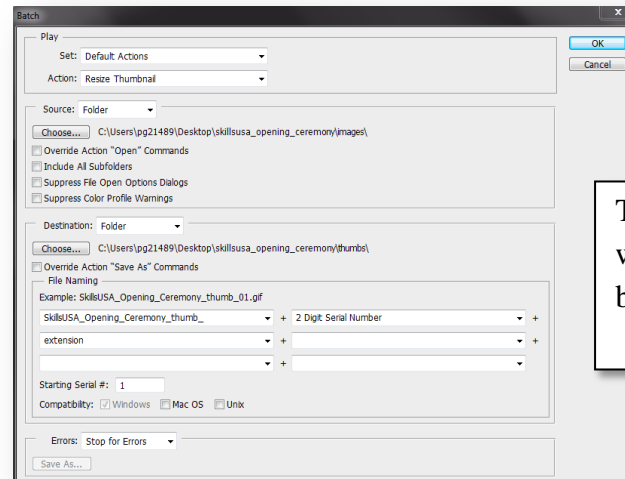 Batch
Play
Set: Default Actions
Action: Resize Thumbnail
OK
Cancel
Source: Folder
Choose... C:\Users\pg21489\Desktop\skillsusa_opening_ceremony\images\
Override Action "Open" Commands
Include All Subfolders
Suppress File Open Options Dialogs
Suppress Color Profile Warnings
Destination: Folder
Choose... C:\Users\pg21489\Desktop\skillsusa_opening_ceremony\thumbs\
Override Action "Save As" Commands
File Naming
Example: SkillsUSA_Opening_Ceremony_thumb_01.gif
SkillsUSA_Opening_Ceremony_thumb_ + 2 Digit Serial Number +
extension + +
+
Starting Serial #: 1
Compatibility: Windows Mac OS Unix
Errors: Stop for Errors
Save As...